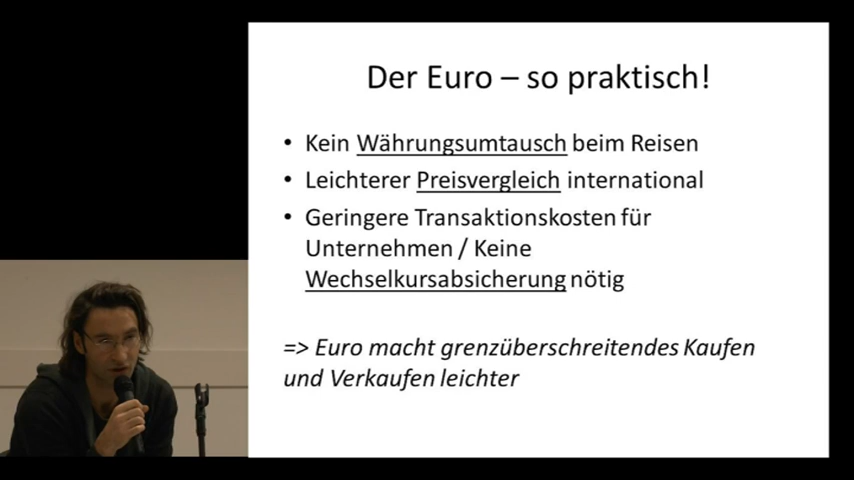 Der Euro – so praktisch!
• Kein Währungsumtausch beim Reisen
• Leichterer Preisvergleich international
• Geringere Transaktionskosten für
Unternehmen / Keine
Wechselkursabsicherung nötig
=> Euro macht grenzüberschreitendes Kaufen
und Verkaufen leichter